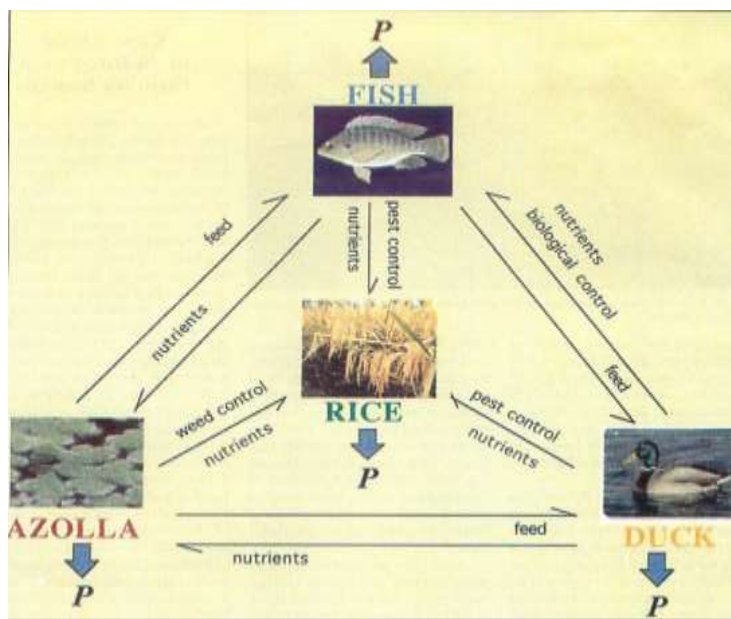 P
FISH
feed
nutrients
nutrients
pest control
nutrients
biological control
feed
weed control
nutrients
RICE
P
pest control
nutrients
AZOLLA
P
feed
nutrients
DUCK
P